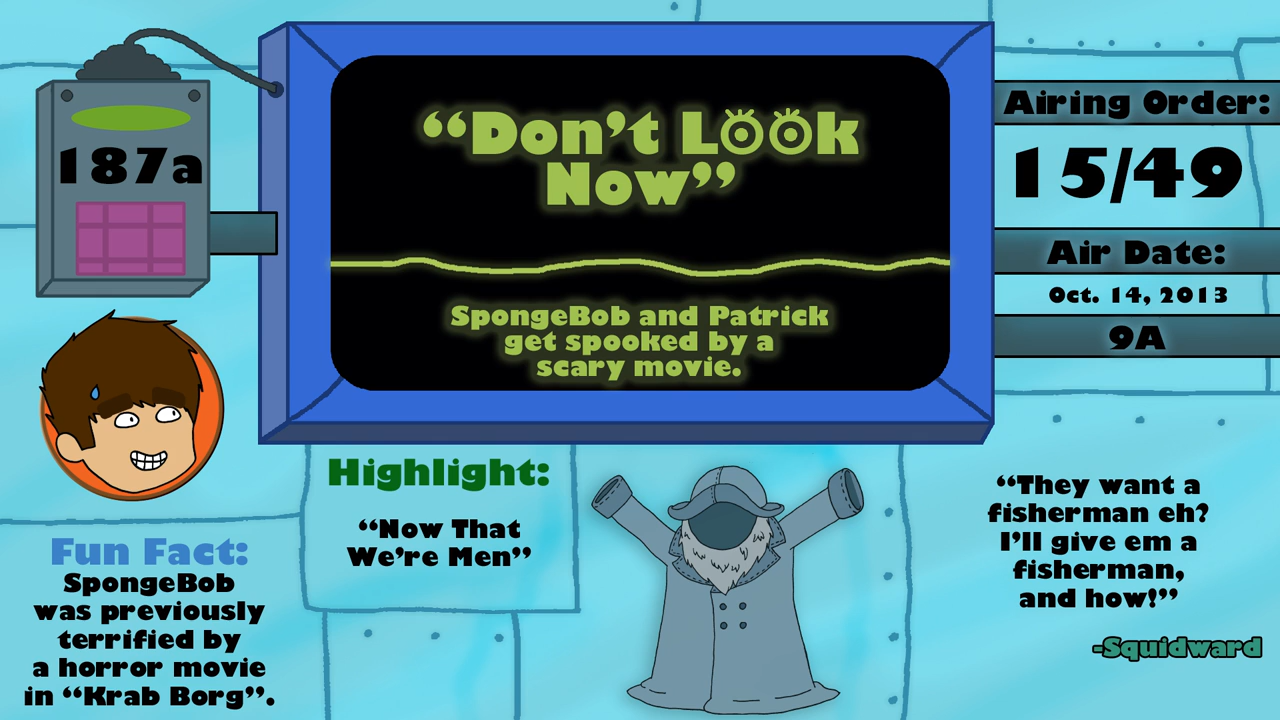 187a
“Don’t Look
Now”
SpongeBob and Patrick
get spooked by a
scary movie.
Airing Order:
15/49
Air Date:
Oct. 14, 2013
9A
Fun Fact:
SpongeBob
was previously
terrified by
a horror movie
in “Krab Borg”.
Highlight:
“Now That
We’re Men”
“They want a
fisherman eh?
I’ll give em a
fisherman,
and how!”
-Squidward